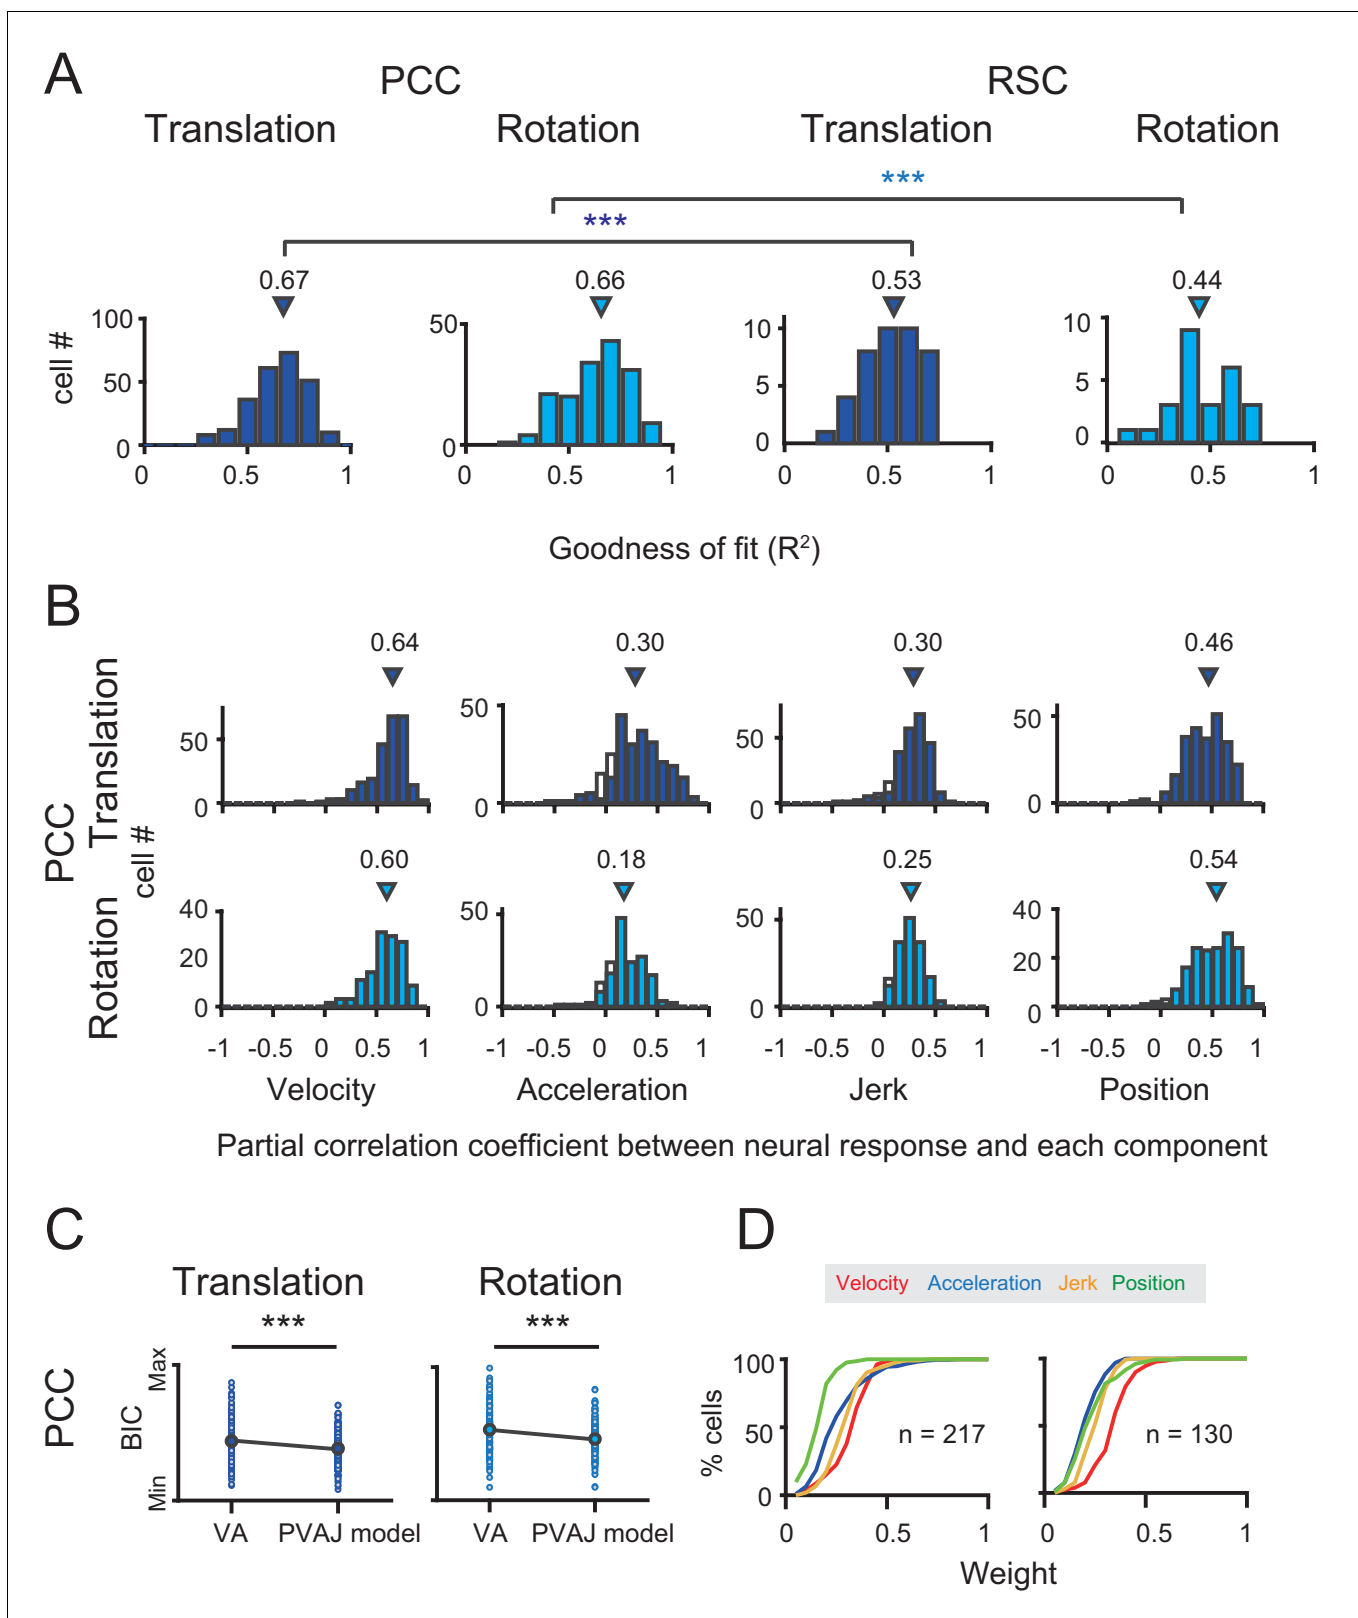 A
PCC RSC
Translation Rotation Translation Rotation
***
***
0.67 0.66 0.53 0.44
cell #
100 50 0
50 0
10 5 0
10 5 0
0 0.5 1 0 0.5 1 0 0.5 1 0 0.5 1
Goodness of fit (R²)
B
PCC
Translation
Rotation
cell #
0.64 0.30 0.30 0.46
50 0 50 0 50 0 50 0
0.60 0.18 0.25 0.54
40 20 0 50 0 50 0 40 20 0
-1 -0.5 0 0.5 1 -1 -0.5 0 0.5 1 -1 -0.5 0 0.5 1 -1 -0.5 0 0.5 1
Velocity Acceleration Jerk Position
Partial correlation coefficient between neural response and each component
C
Translation Rotation
*** ***
PCC
BIC
Max
Min
VA PVAJ model VA PVAJ model
D
Velocity Acceleration Jerk Position
% cells
100
50
0
n = 217 n = 130
0 0.5 1 0 0.5 1
Weight